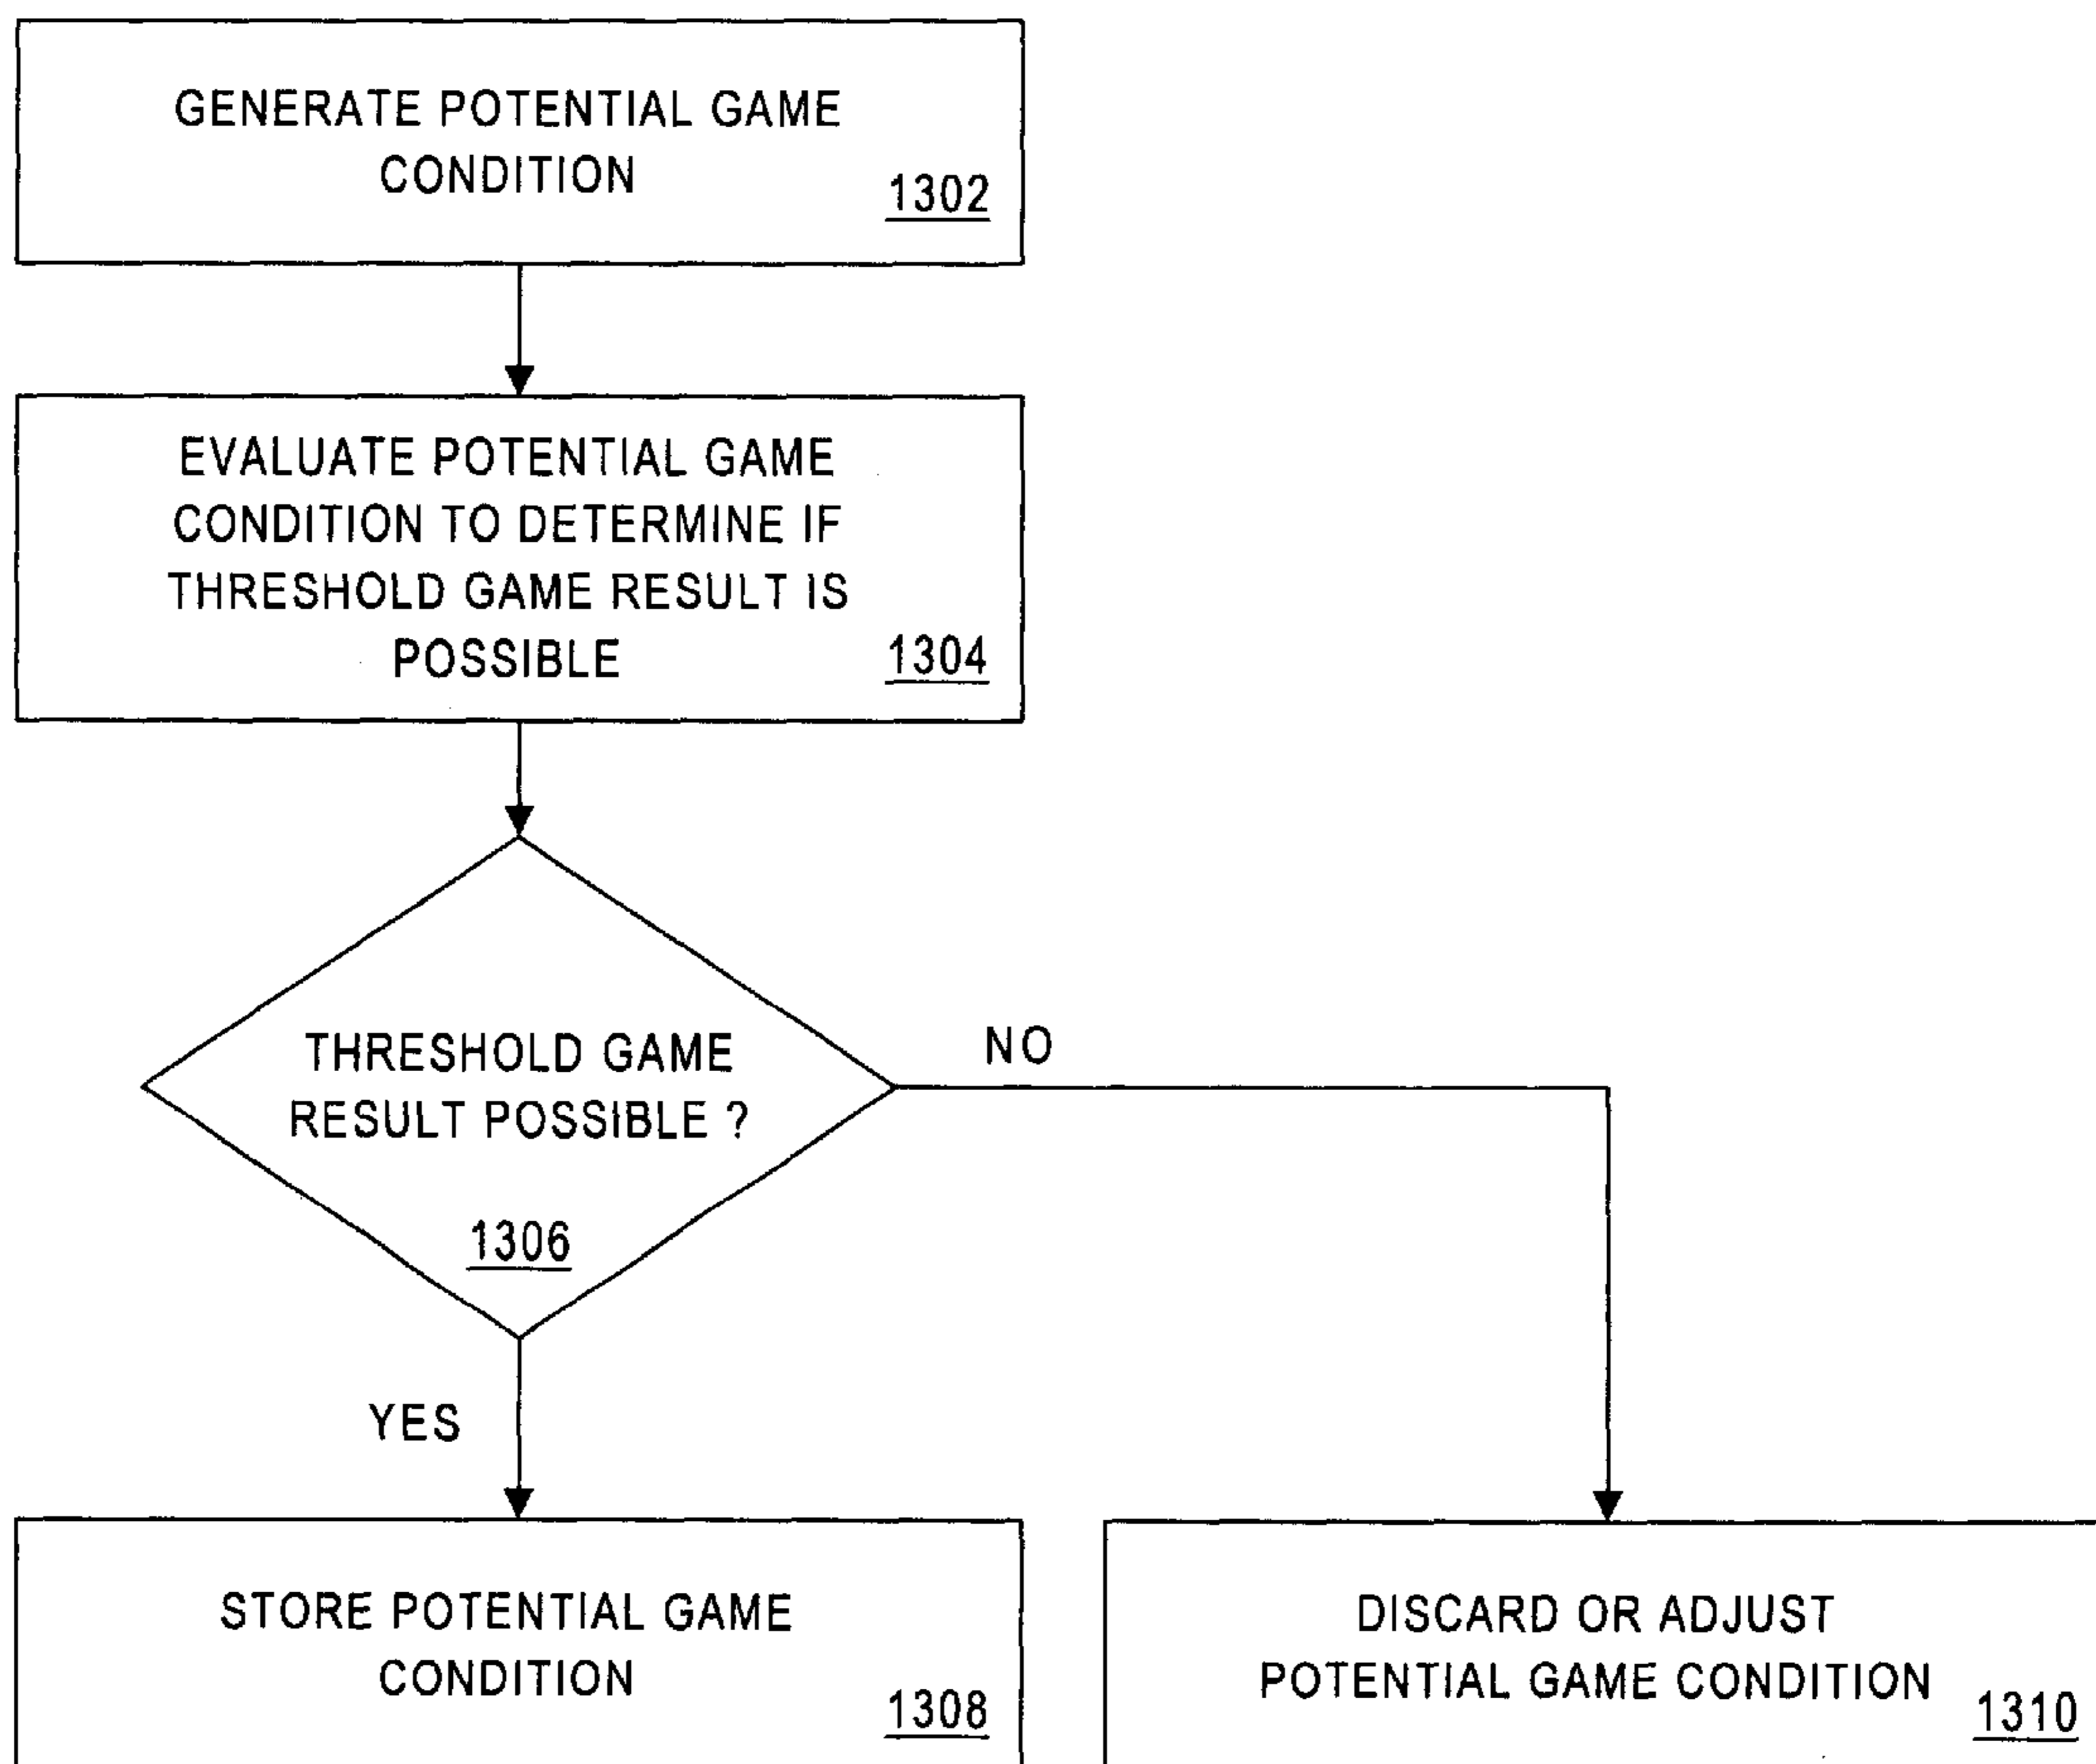 GENERATE POTENTIAL GAME
CONDITION
1302
EVALUATE POTENTIAL GAME
CONDITION TO DETERMINE IF
THRESHOLD GAME RESULT IS
POSSIBLE
1304
THRESHOLD GAME
RESULT POSSIBLE ?
1306
NO
YES
STORE POTENTIAL GAME
CONDITION
1308
DISCARD OR ADJUST
POTENTIAL GAME CONDITION
1310